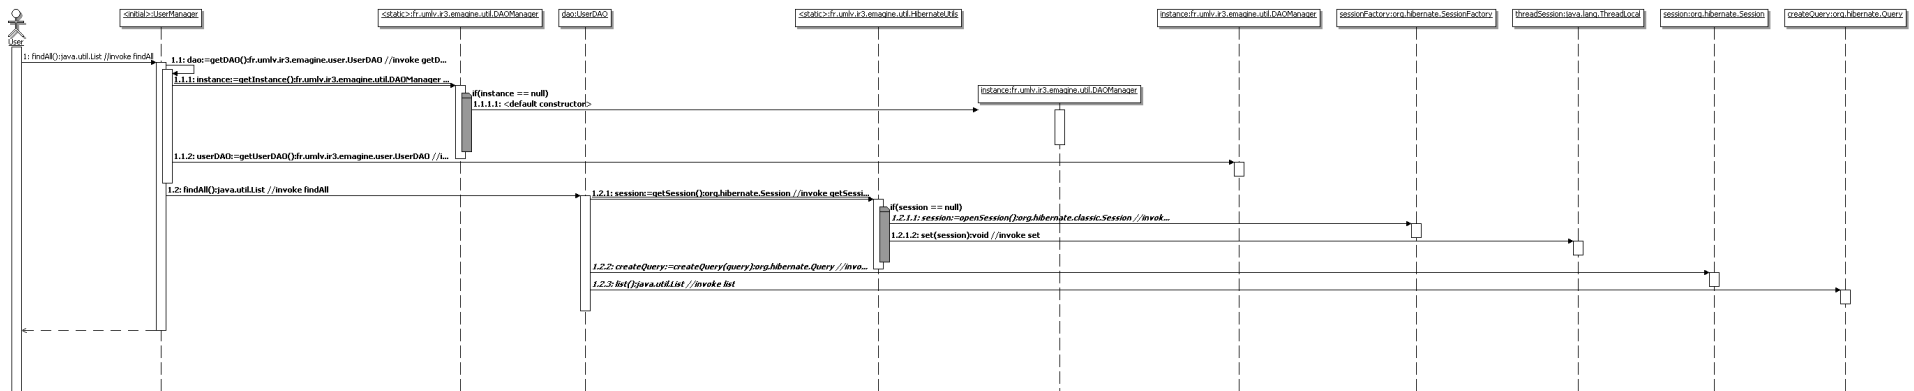 <initial>:UserManager
<static>:fr.umlv.ir3.emagine.util.DAOManager
dao:UserDAO
<static>:fr.umlv.ir3.emagine.util.HibernateUtils
instance:fr.umlv.ir3.emagine.util.DAOManager
sessionFactory:org.hibernate.SessionFactory
threadSession:java.lang.ThreadLocal
session:org.hibernate.Session
createQuery:org.hibernate.Query
User
1: findAll():java.util.List //invoke findAll
1.1: dao:=getDAO():fr.umlv.ir3.emagine.user.UserDAO //invoke getD...
1.1.1: instance:=getInstance():fr.umlv.ir3.emagine.util.DAOManager ...
if(instance == null)
instance:fr.umlv.ir3.emagine.util.DAOManager
1.1.1.1: <default constructor>
1.1.2: userDAO:=getUserDAO():fr.umlv.ir3.emagine.user.UserDAO //i...
1.2: findAll():java.util.List //invoke findAll
1.2.1: session:=getSession():org.hibernate.Session //invoke getSessi...
if(session == null)
1.2.1.1: session:=openSession():org.hibernate.classic.Session //invok...
1.2.1.2: set(session):void //invoke set
1.2.2: createQuery:=createQuery(query):org.hibernate.Query //invo...
1.2.3: list():java.util.List //invoke list